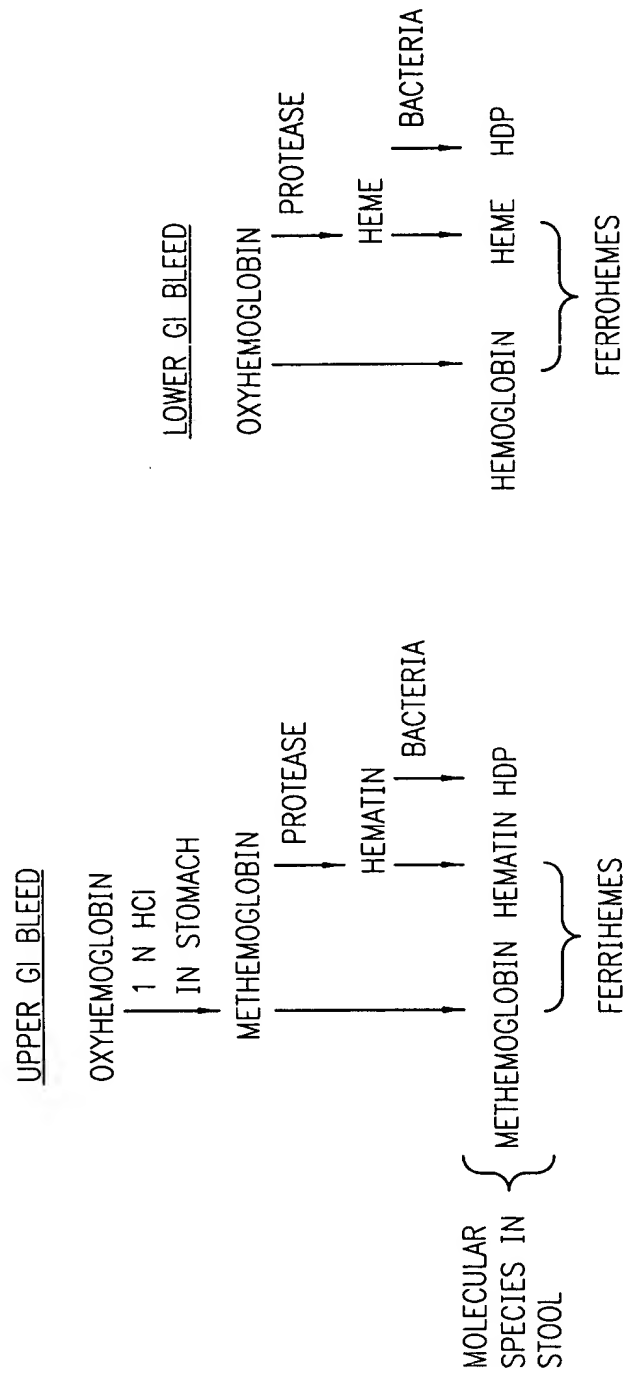 UPPER GI BLEED
OXYHEMOGLOBIN
1 N HCl
IN STOMACH
METHEMOGLOBIN
PROTEASE
HEMATIN
BACTERIA
MOLECULAR
SPECIES IN
STOOL
METHEMOGLOBIN HEMATIN HDP
FERRIHEMES
LOWER GI BLEED
OXYHEMOGLOBIN
PROTEASE
HEME
BACTERIA
HEMOGLOBIN HEME HDP
FERROHEMES